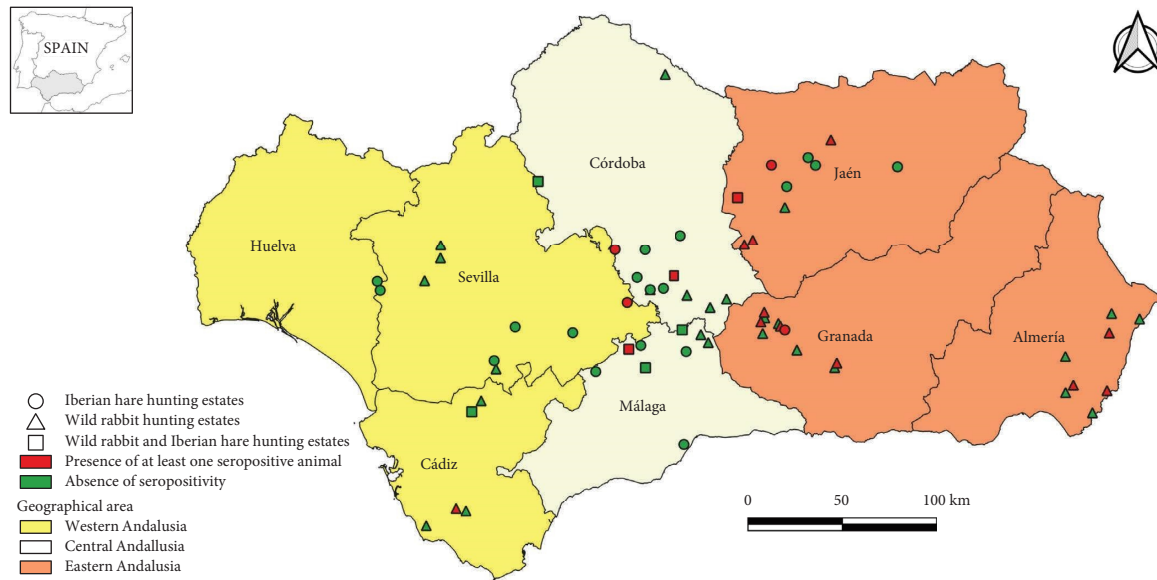 SPAIN
Córdoba
Jaén
Huelva
Sevilla
Granada
Almería
Málaga
Cádiz
Iberian hare hunting estates
Wild rabbit hunting estates
Wild rabbit and Iberian hare hunting estates
Presence of at least one seropositive animal
Absence of seropositivity
Geographical area
Western Andalusia
Central Andallusia
Eastern Andalusia
0 50 100 km